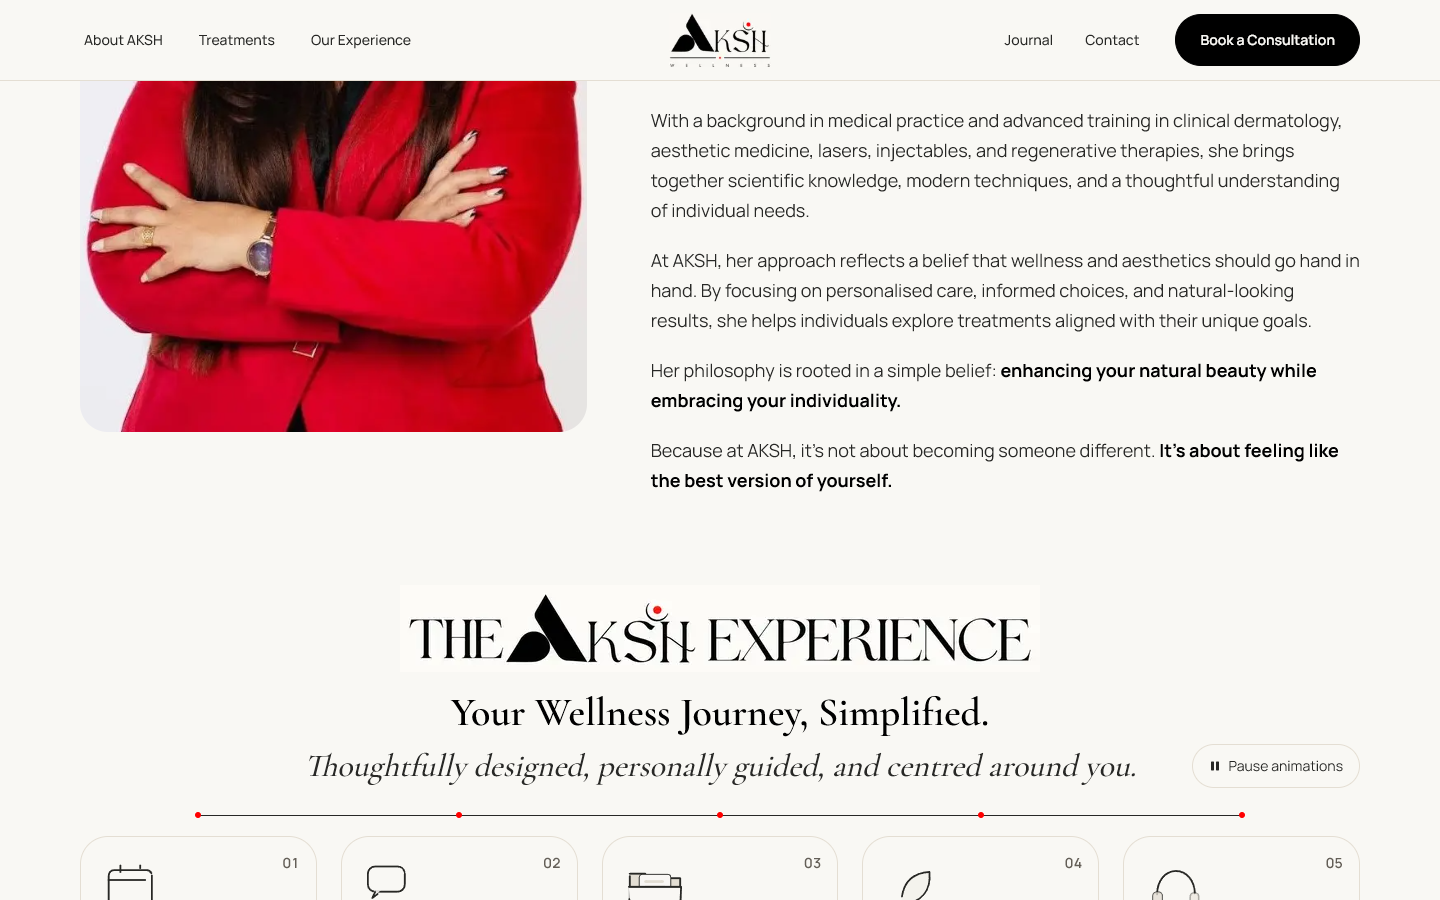 About AKSH
Treatments
Our Experience
AKSH
WELLNESS
Journal
Contact
Book a Consultation
With a background in medical practice and advanced training in clinical dermatology,
aesthetic medicine, lasers, injectables, and regenerative therapies, she brings
together scientific knowledge, modern techniques, and a thoughtful understanding
of individual needs.
At AKSH, her approach reflects a belief that wellness and aesthetics should go hand in
hand. By focusing on personalised care, informed choices, and natural-looking
results, she helps individuals explore treatments aligned with their unique goals.
Her philosophy is rooted in a simple belief: enhancing your natural beauty while
embracing your individuality.
Because at AKSH, it’s not about becoming someone different. It’s about feeling like
the best version of yourself.
THE AKSH EXPERIENCE
Your Wellness Journey, Simplified.
Thoughtfully designed, personally guided, and centred around you.
Pause animations
01
02
03
04
05